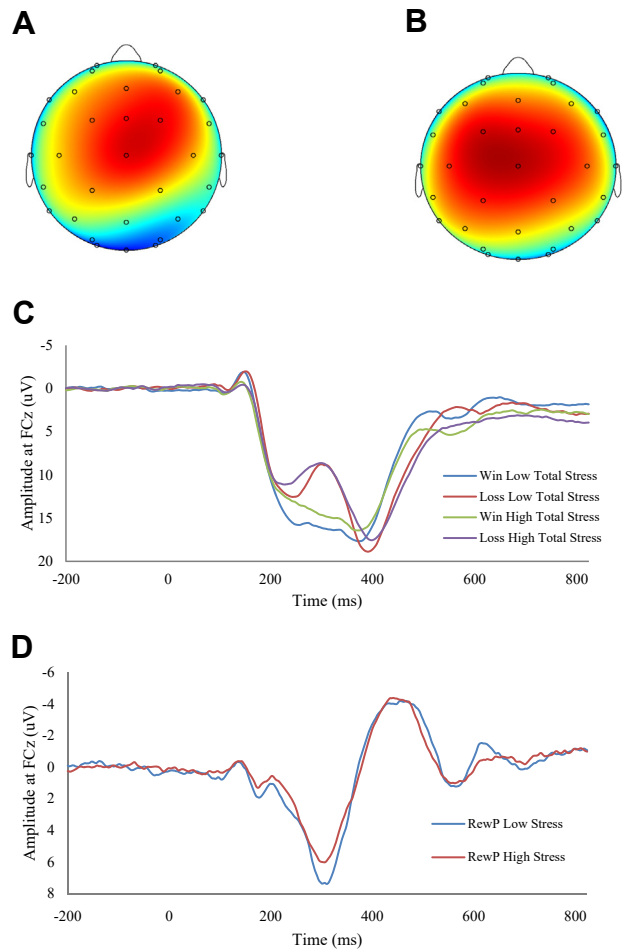 A
B
C
Amplitude at FCz (uV)
-5
0
5
10
15
20
-200
0
200
400
600
800
Time (ms)
Win Low Total Stress
Loss Low Total Stress
Win High Total Stress
Loss High Total Stress
D
Amplitude at FCz (uV)
-6
-4
-2
0
2
4
6
8
-200
0
200
400
600
800
Time (ms)
RewP Low Stress
RewP High Stress